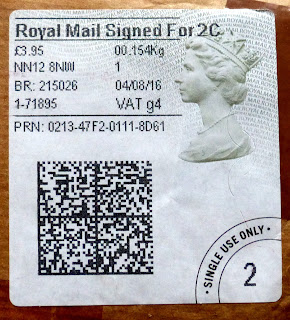 Royal Mail Signed For 2C
£3.95 00.154Kg
NN12 8NW 1
BR: 215026 04/08/16
1-71895 VAT g4
PRN: 0213-47F2-0111-8D61
• SINGLE USE ONLY •
2